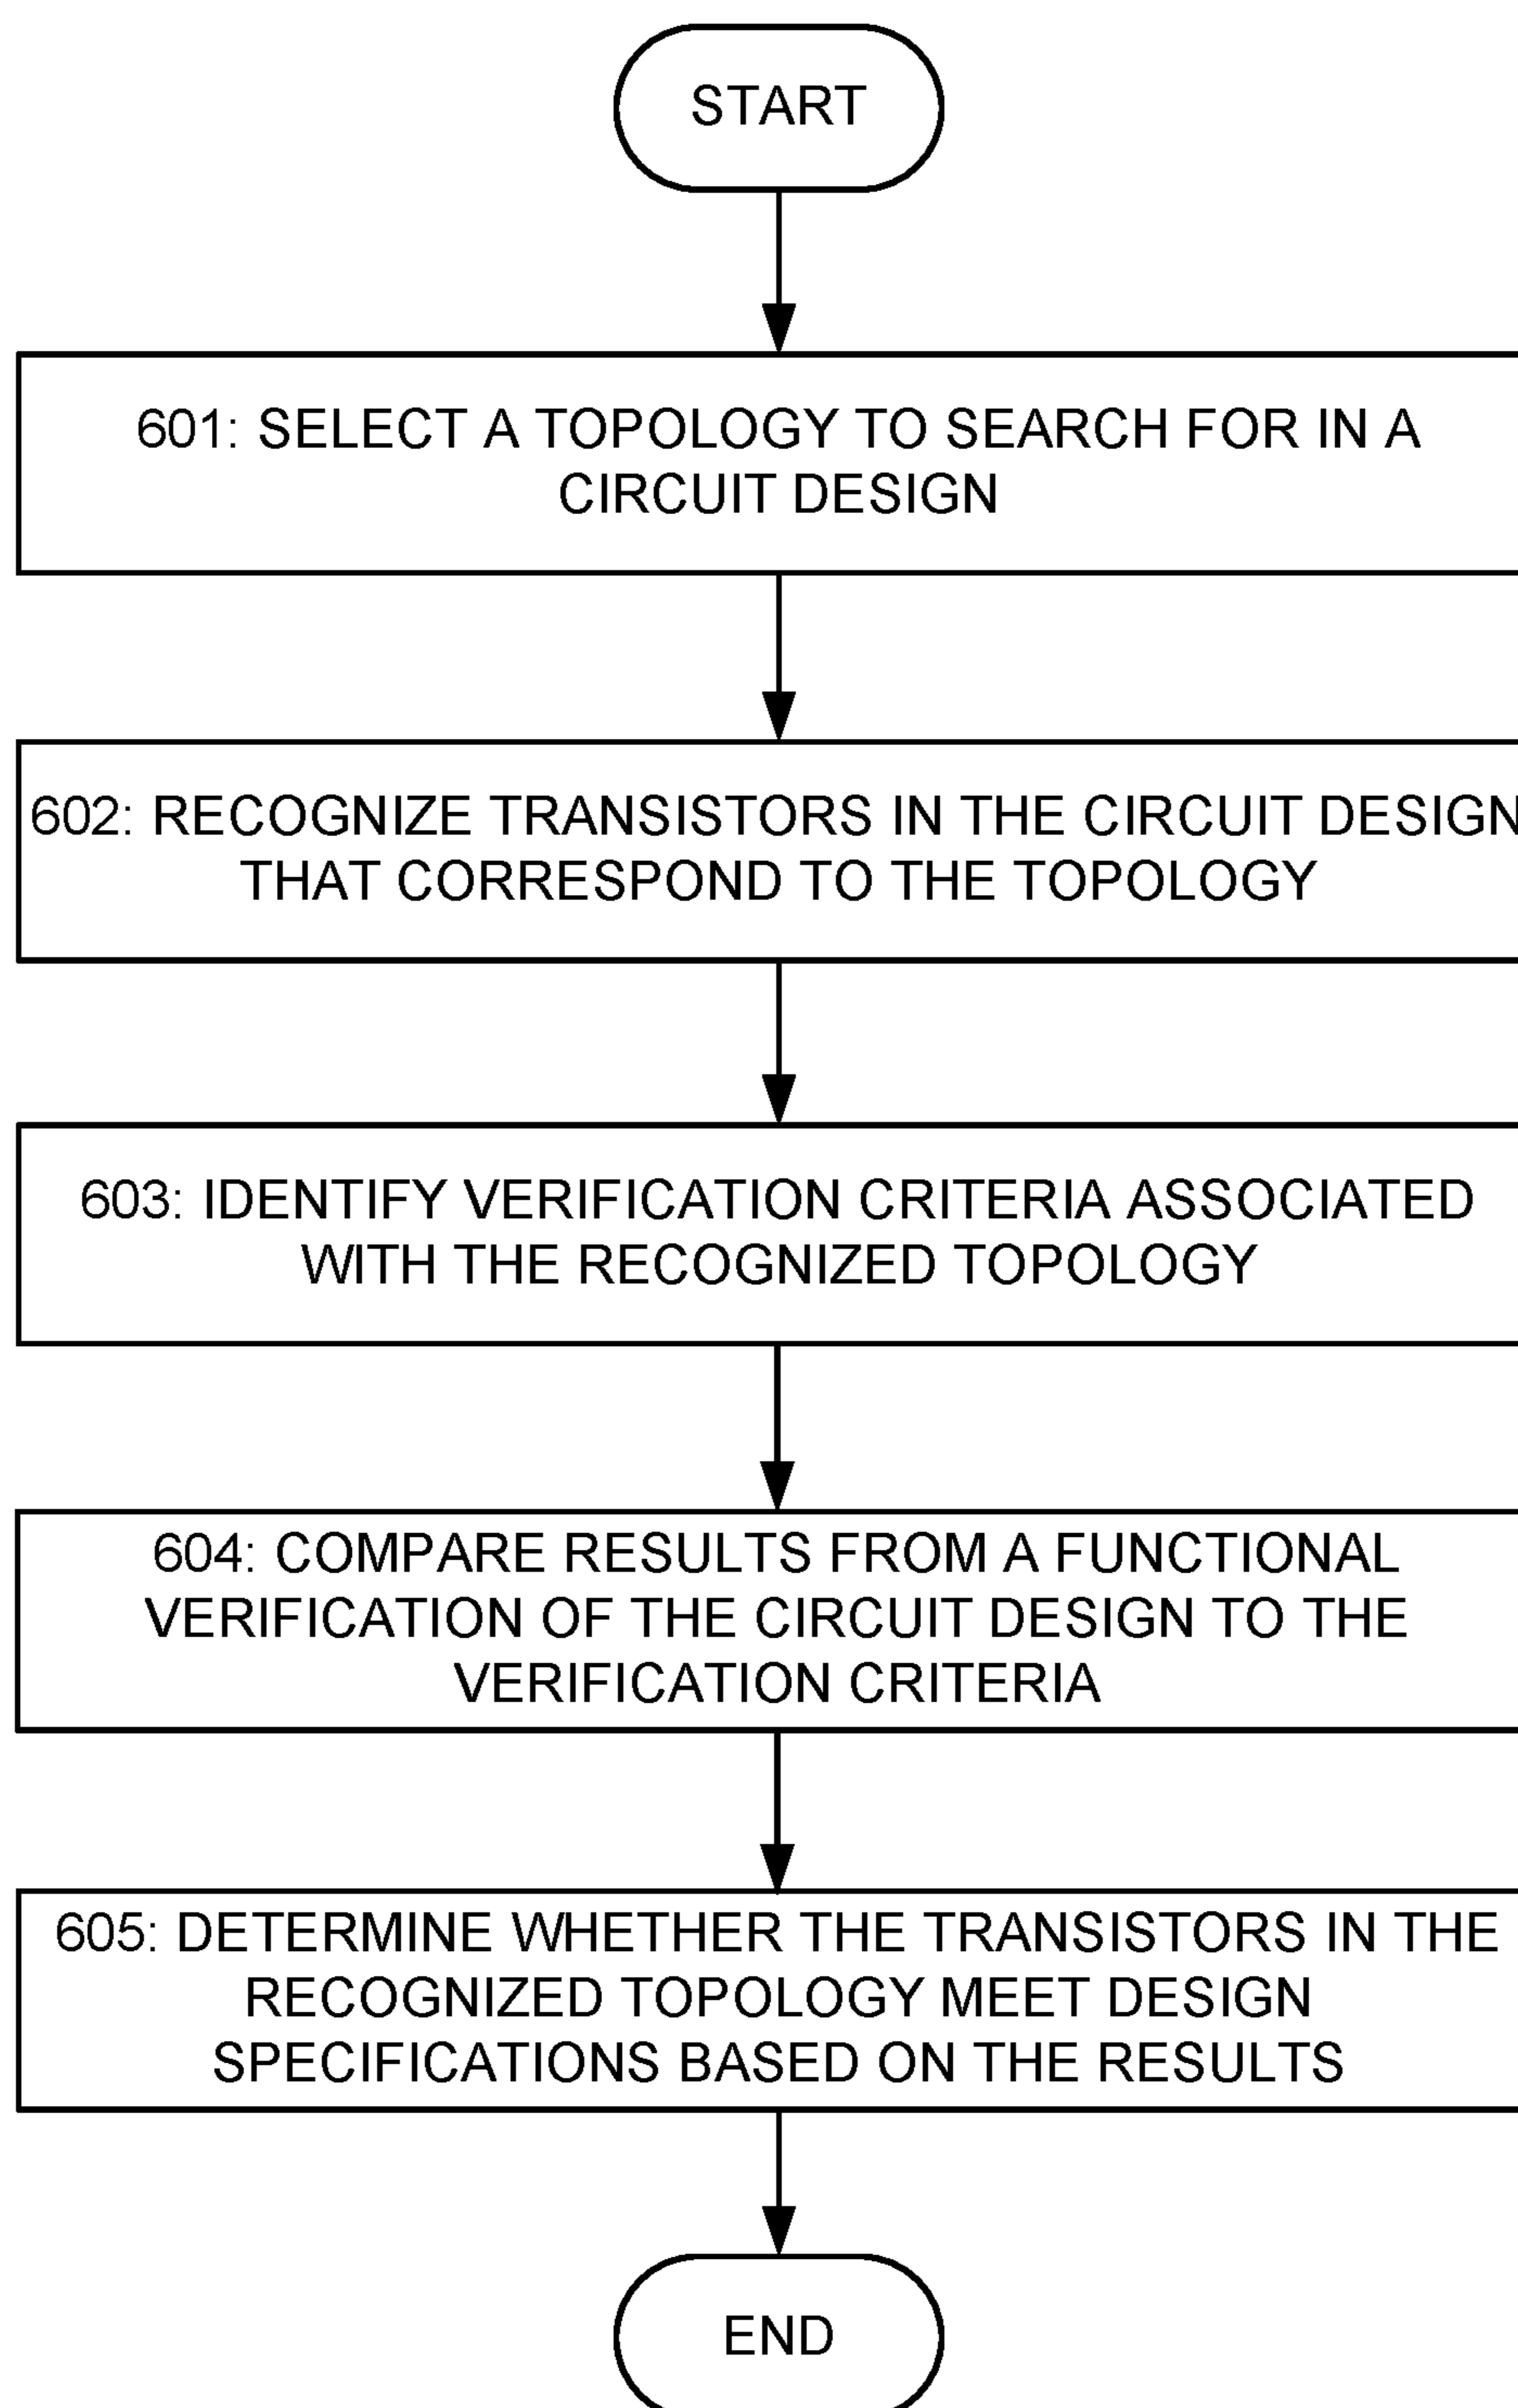 START
601: SELECT A TOPOLOGY TO SEARCH FOR IN A
CIRCUIT DESIGN
602: RECOGNIZE TRANSISTORS IN THE CIRCUIT DESIGN
THAT CORRESPOND TO THE TOPOLOGY
603: IDENTIFY VERIFICATION CRITERIA ASSOCIATED
WITH THE RECOGNIZED TOPOLOGY
604: COMPARE RESULTS FROM A FUNCTIONAL
VERIFICATION OF THE CIRCUIT DESIGN TO THE
VERIFICATION CRITERIA
605: DETERMINE WHETHER THE TRANSISTORS IN THE
RECOGNIZED TOPOLOGY MEET DESIGN
SPECIFICATIONS BASED ON THE RESULTS
END